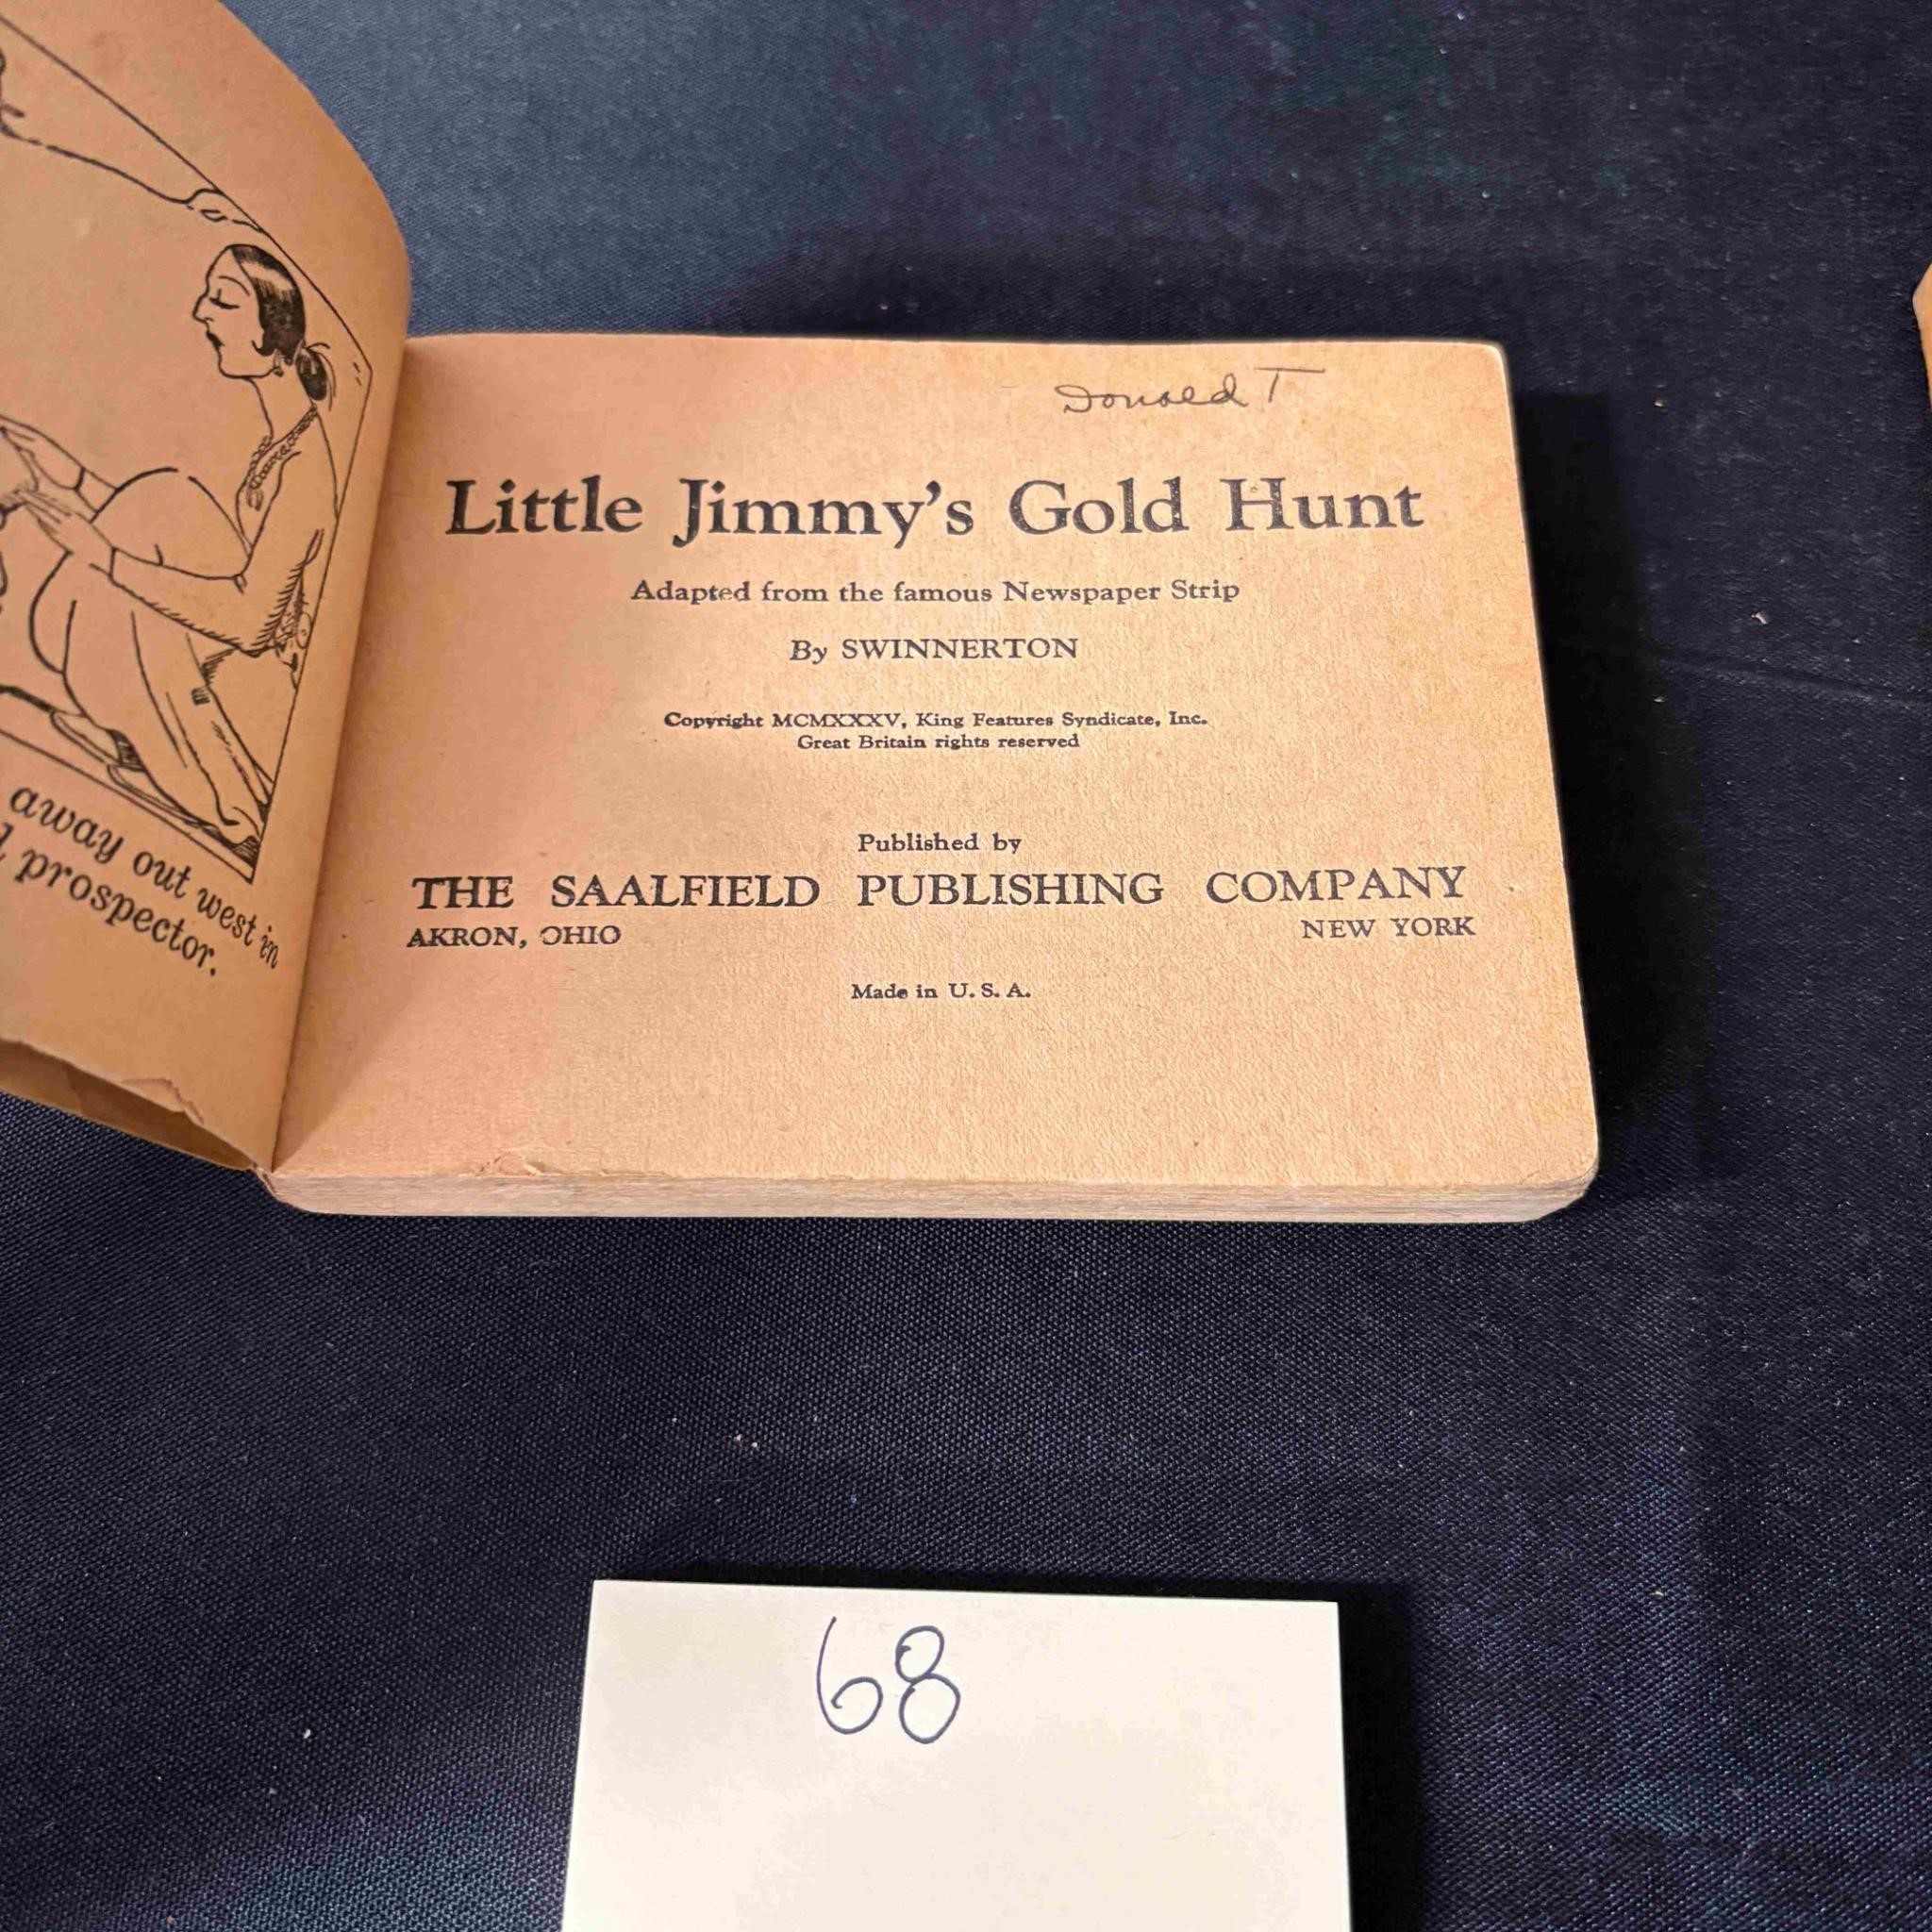 away out west in
prospector.
Donald T
Little Jimmy's Gold Hunt
Adapted from the famous Newspaper Strip
By SWINNERTON
Copyright MCMXXXV, King Features Syndicate, Inc.
Great Britain rights reserved
Published by
THE SAALFIELD PUBLISHING COMPANY
AKRON, OHIO NEW YORK
Made in U. S. A.
68